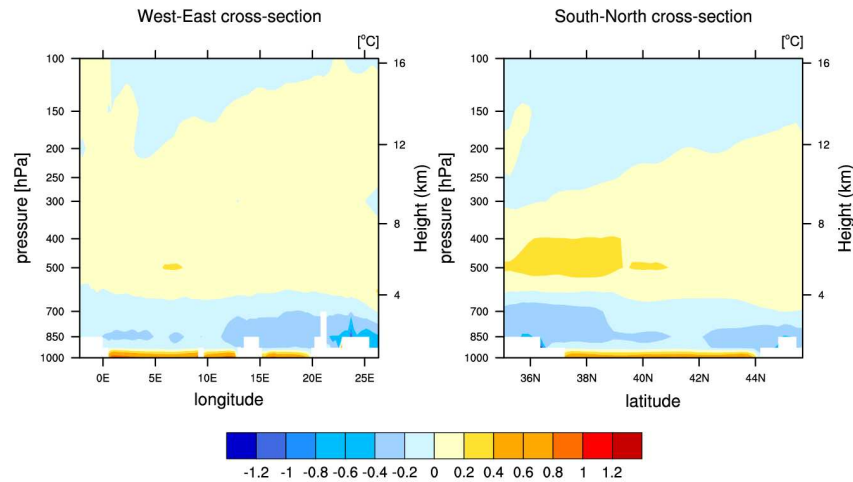 West-East cross-section
[°C]
100
150
200
250
300
400
500
700
850
1000
pressure [hPa]
16
12
8
4
Height (km)
0E 5E 10E 15E 20E 25E
longitude
South-North cross-section
[°C]
100
150
200
250
300
400
500
700
850
1000
pressure [hPa]
16
12
8
4
Height (km)
36N 38N 40N 42N 44N
latitude
-1.2 -1 -0.8 -0.6 -0.4 -0.2 0 0.2 0.4 0.6 0.8 1 1.2